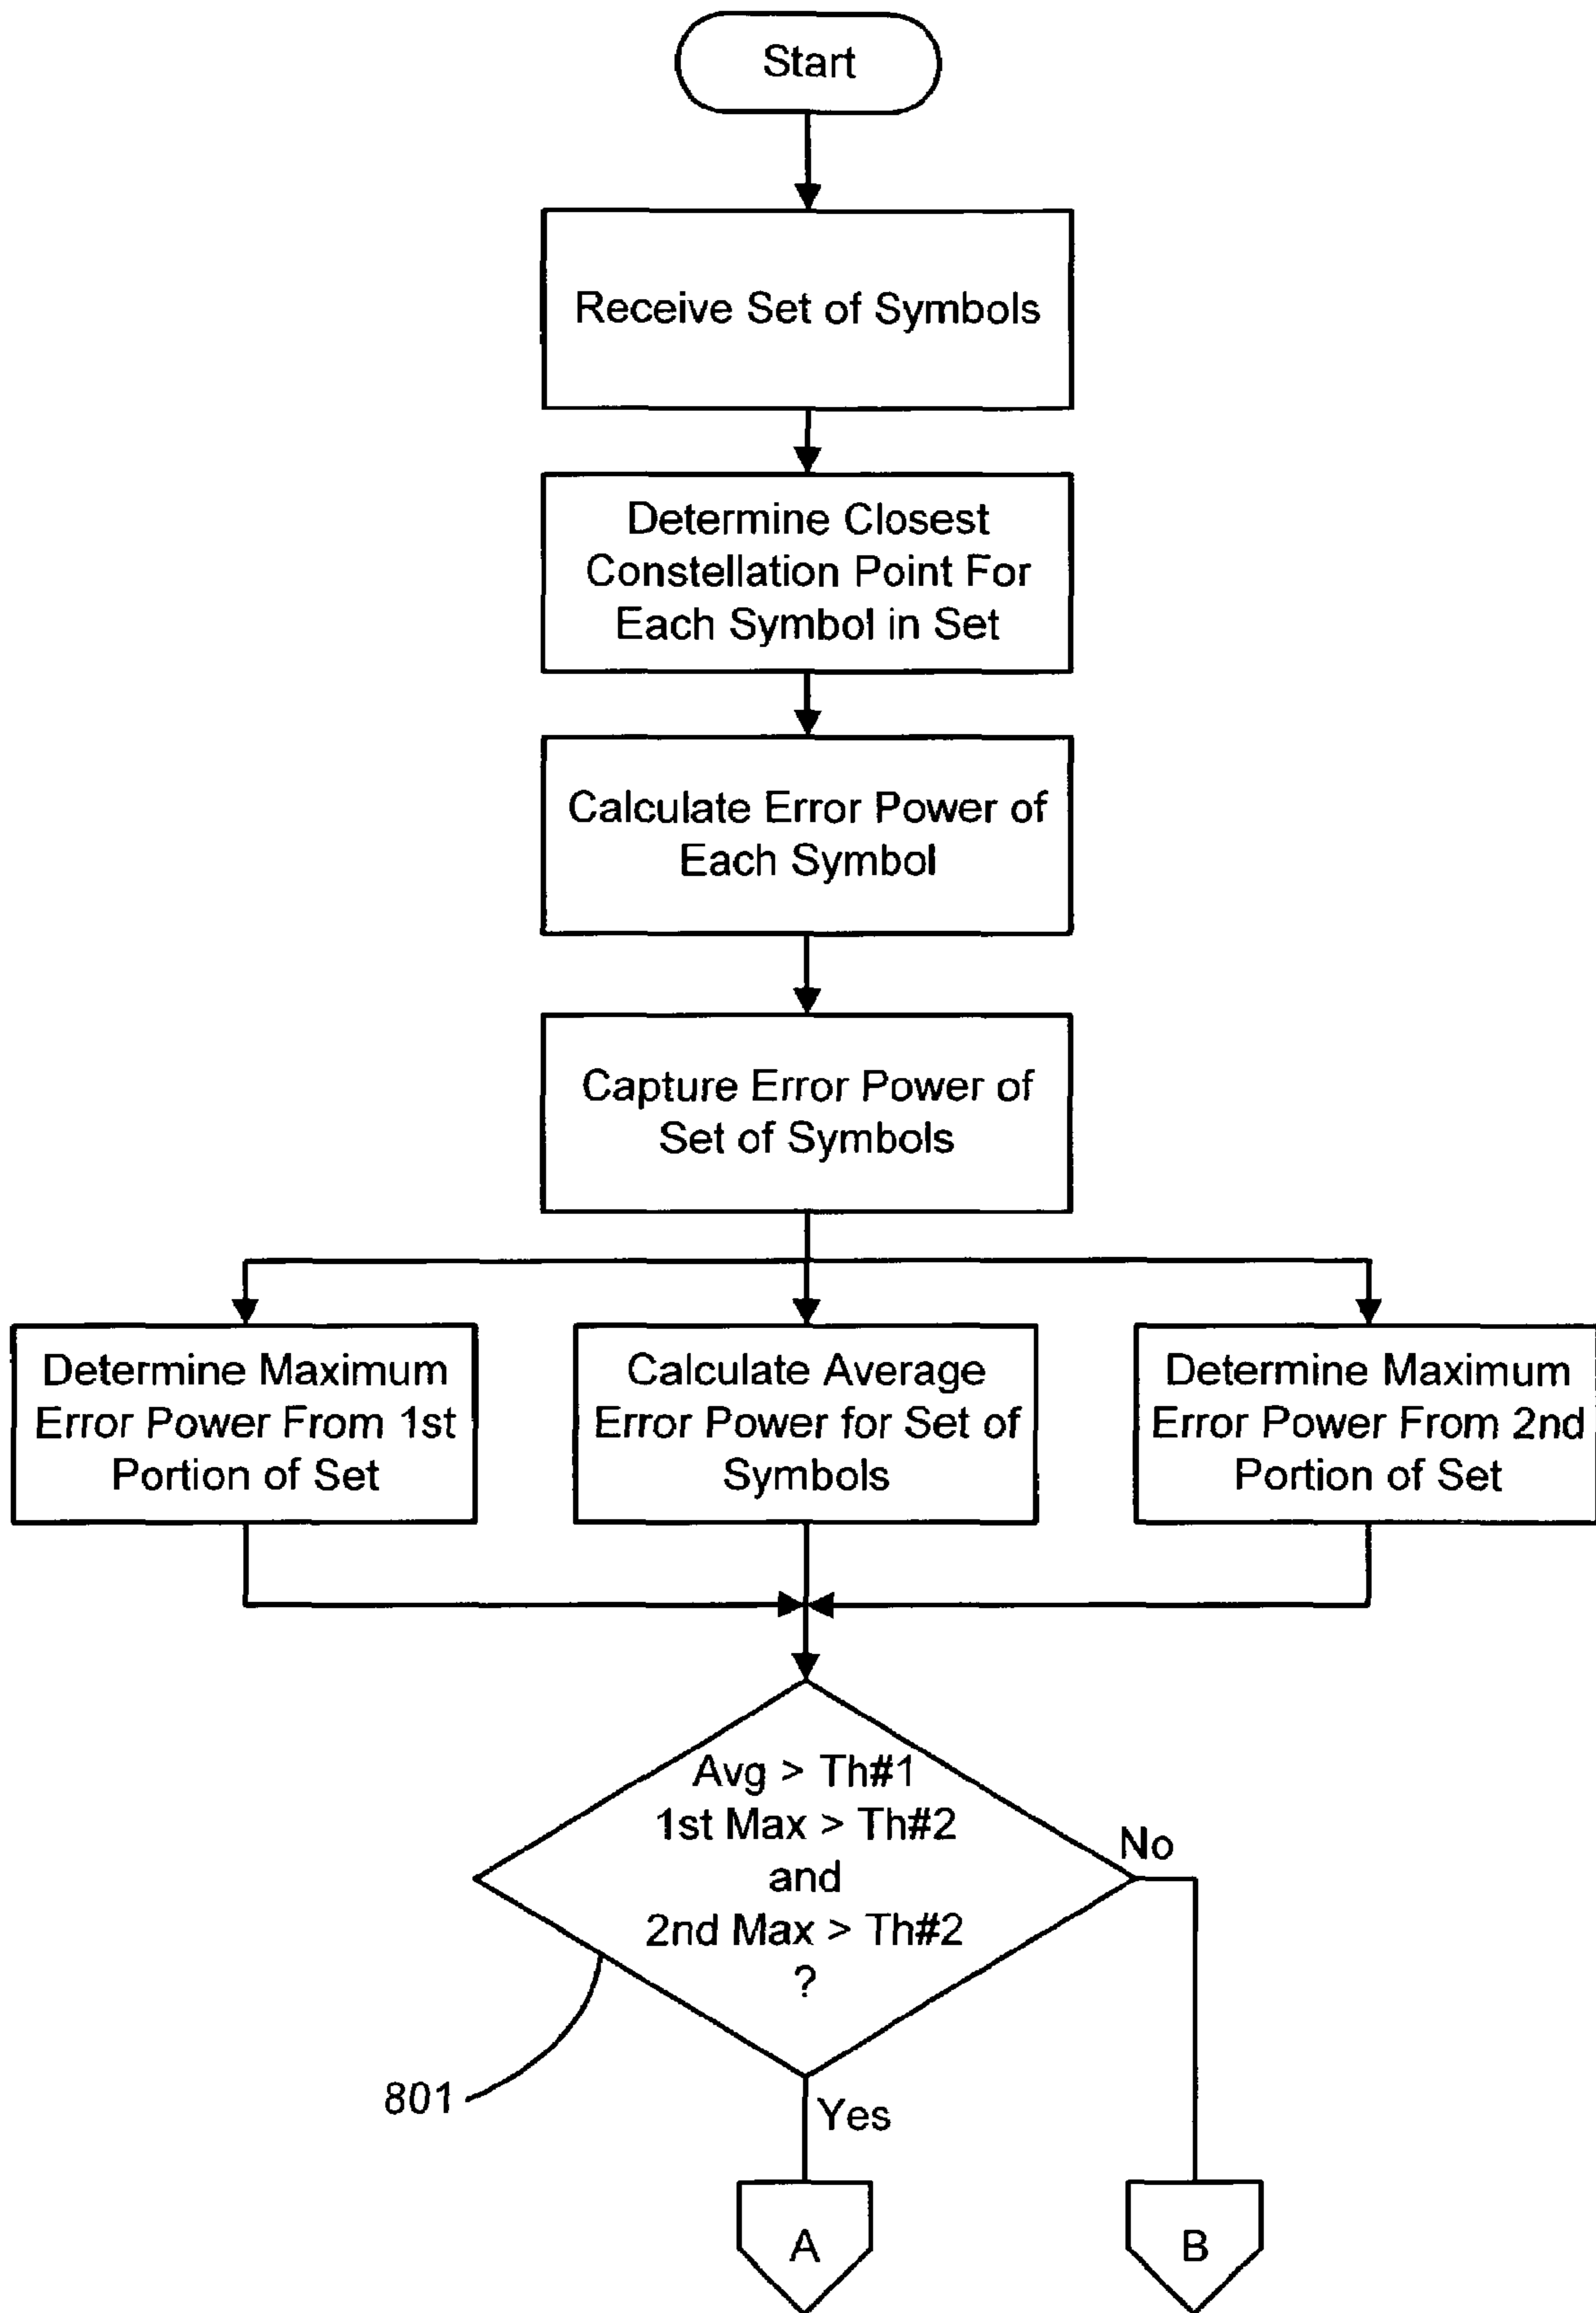 Start
Receive Set of Symbols
Determine Closest
Constellation Point For
Each Symbol in Set
Calculate Error Power of
Each Symbol
Capture Error Power of
Set of Symbols
Determine Maximum
Error Power From 1st
Portion of Set
Calculate Average
Error Power for Set of
Symbols
Determine Maximum
Error Power From 2nd
Portion of Set
Avg > Th#1
1st Max > Th#2
and
2nd Max > Th#2
?
No
801
Yes
A
B